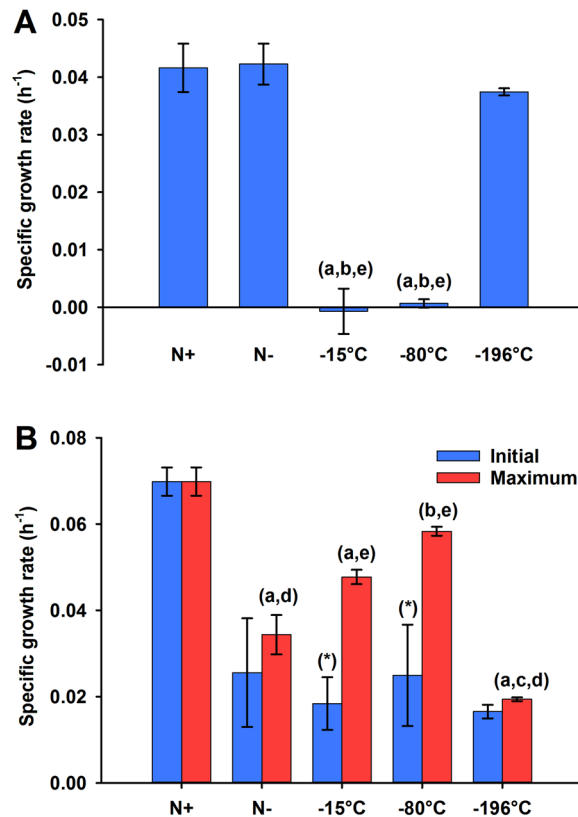 A
Specific growth rate (h-1)
0.05
0.04
0.03
0.02
0.01
0.00
-0.01
(a,b,e)
(a,b,e)
N+ N- -15°C -80°C -196°C
B
Specific growth rate (h-1)
0.08
0.06
0.04
0.02
0.00
Initial
Maximum
(b,e)
(a,e)
(a,d)
(*)
(*)
(a,c,d)
N+ N- -15°C -80°C -196°C